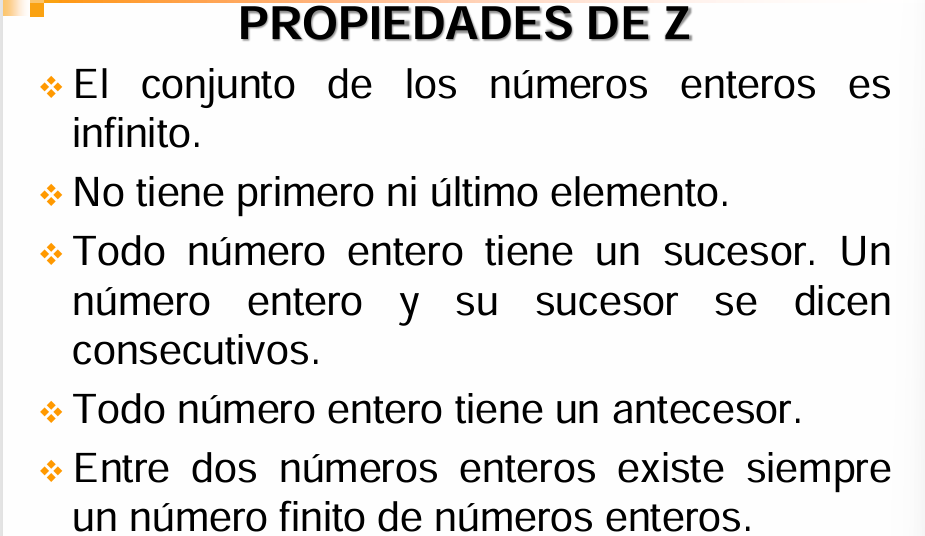 PROPIEDADES DE Z
El conjunto de los números enteros es
infinito.
No tiene primero ni último elemento.
Todo número entero tiene un sucesor. Un
número entero y su sucesor se dicen
consecutivos.
Todo número entero tiene un antecesor.
Entre dos números enteros existe siempre
un número finito de números enteros.